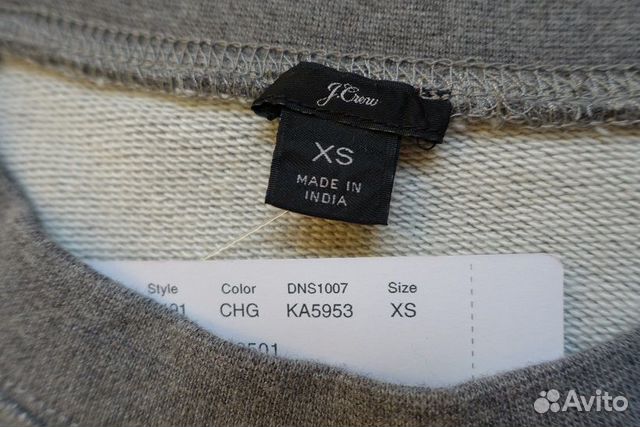 J.Crew
XS
MADE IN
INDIA
Style Color DNS1007 Size
CHG KA5953 XS
Avito